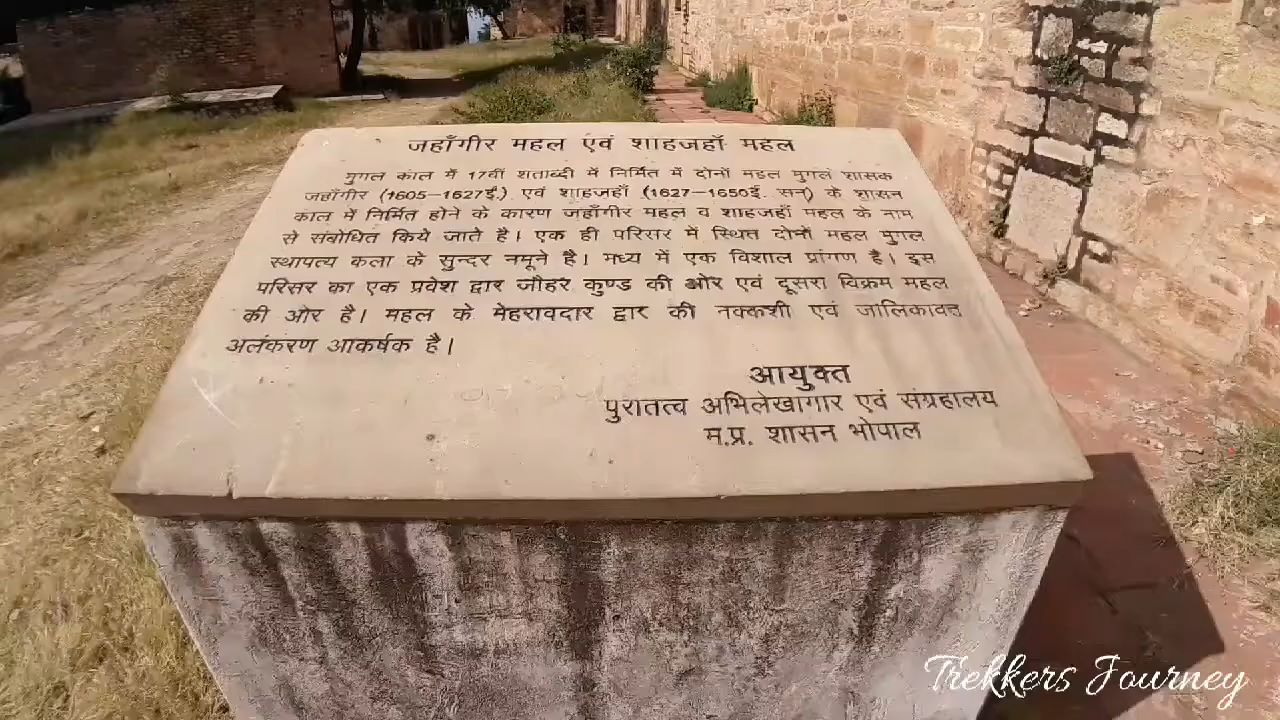 जहाँगीर महल एवं शाहजहाँ महल
मुगल काल में 17वीं शताब्दी में निर्मित में दोनों महल मुगल शासक
जहाँगीर (1605–1627ई.) एवं शाहजहाँ (1627–1650ई. सन्) के शासन
काल में निर्मित होने के कारण जहाँगीर महल व शाहजहाँ महल के नाम
से संबोधित किये जाते है। एक ही परिसर में स्थित दोनों महल मुगल
स्थापत्य कला के सुन्दर नमूने है। मध्य में एक विशाल प्रांगण है। इस
परिसर का एक प्रवेश द्वार जौहर कुण्ड की ओर एवं दूसरा विक्रम महल
की ओर है। महल के मेहरावदार द्वार की नक्कशी एवं जालिकावत
अलंकरण आकर्षक है।
आयुक्त
पुरातत्व अभिलेखागार एवं संग्रहालय
म.प्र. शासन भोपाल
Trekkers Journey